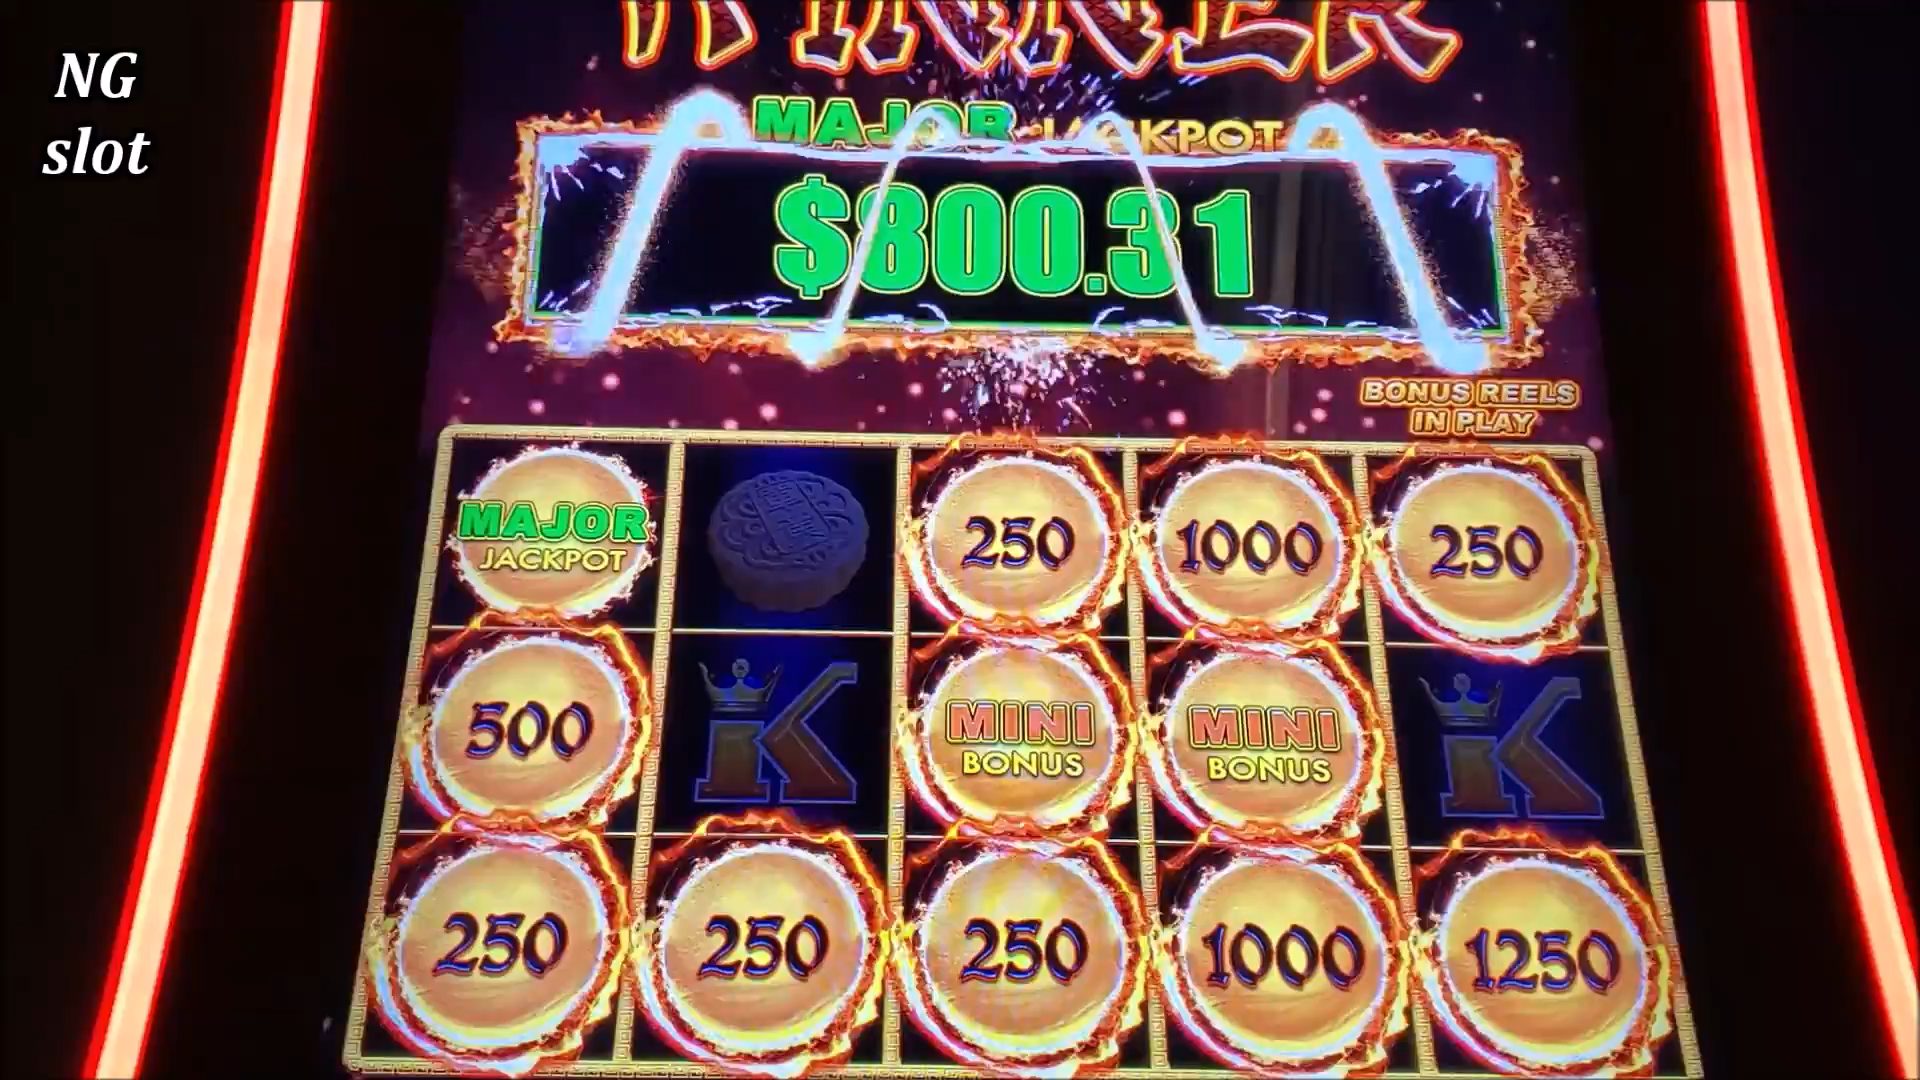 NG
slot
WINNER
MAJOR JACKPOT
$800.31
BONUS REELS
IN PLAY
MAJOR
JACKPOT
250
1000
250
500
K
MINI
BONUS
MINI
BONUS
K
250
250
250
1000
1250